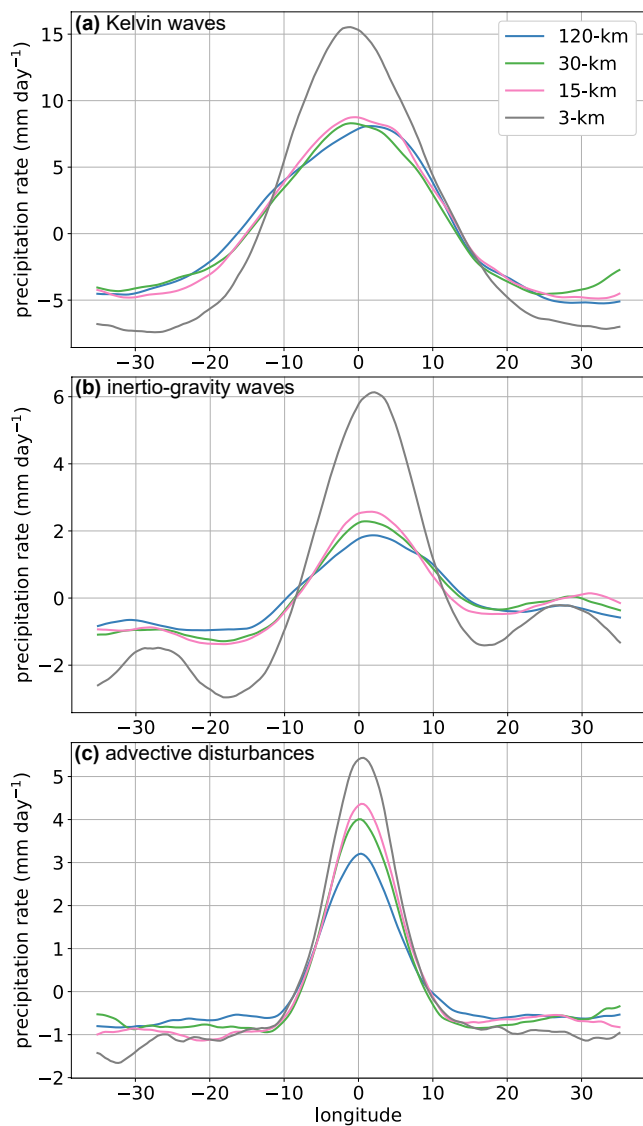 (a) Kelvin waves
120-km
30-km
15-km
3-km
precipitation rate (mm day⁻¹)
15
10
5
0
−5
−30 −20 −10 0 10 20 30
(b) inertio-gravity waves
precipitation rate (mm day⁻¹)
6
4
2
0
−2
−30 −20 −10 0 10 20 30
(c) advective disturbances
precipitation rate (mm day⁻¹)
5
4
3
2
1
0
−1
−2
−30 −20 −10 0 10 20 30
longitude